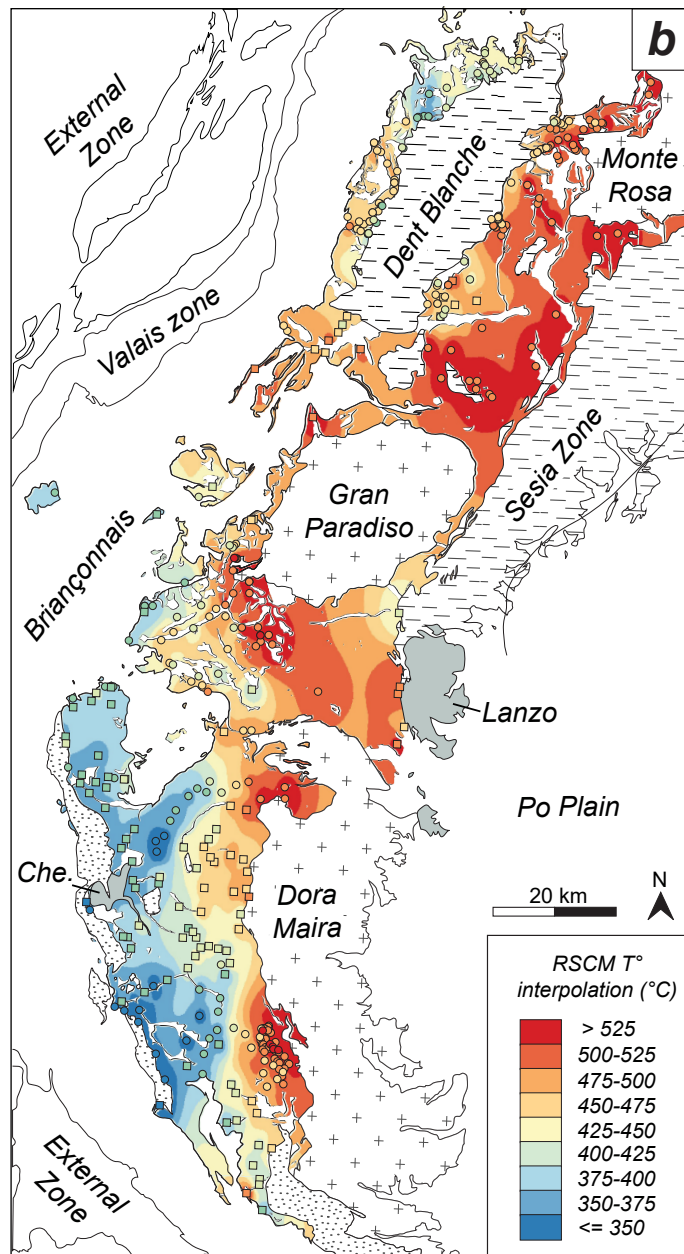 b
External
Zone
Dent Blanche
Monte
Rosa
Valais zone
Sesia Zone
Gran
Paradiso
Briançonnais
Lanzo
Po Plain
Che.
Dora
Maira
20 km
N
External
Zone
RSCM T°
interpolation (°C)
> 525
500-525
475-500
450-475
425-450
400-425
375-400
350-375
<= 350